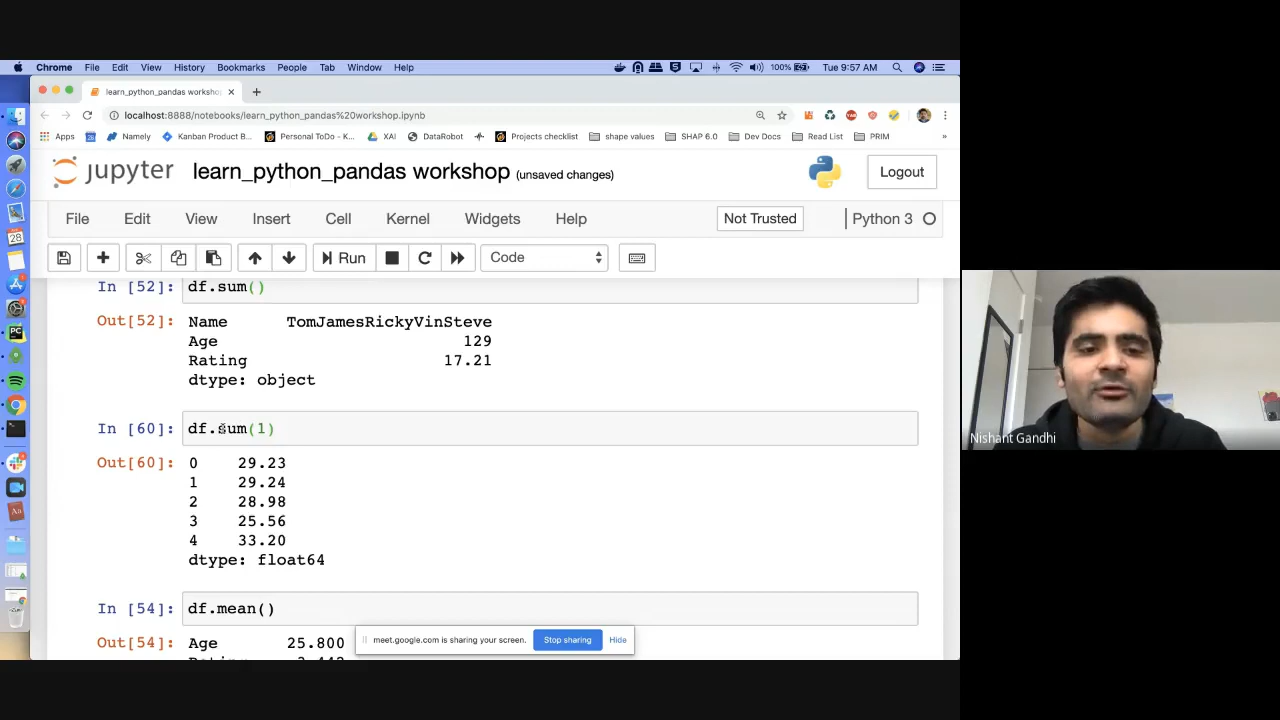 Chrome File Edit View History Bookmarks People Tab Window Help 100% Tue 9:57 AM
learn_python_pandas worksho
localhost:8888/notebooks/learn_python_pandas%20workshop.ipynb
Apps Namely Kanban Product B... Personal ToDo - K... XAI DataRobot Projects checklist shape values SHAP 6.0 Dev Docs Read List PRIM »
jupyter learn_python_pandas workshop (unsaved changes) Logout
File Edit View Insert Cell Kernel Widgets Help Not Trusted Python 3
Run Code
In [52]: df.sum()
Out[52]: Name TomJamesRickyVinSteve
Age 129
Rating 17.21
dtype: object
In [60]: df.sum(1)
Out[60]: 0 29.23
1 29.24
2 28.98
3 25.56
4 33.20
dtype: float64
In [54]: df.mean()
Out[54]: Age 25.800
meet.google.com is sharing your screen. Stop sharing Hide
Nishant Gandhi